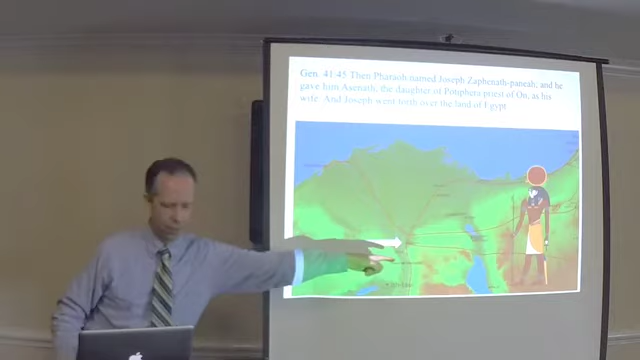 Gen. 41:45 Then Pharaoh named Joseph Zaphenath-paneah; and he
gave him Asenath, the daughter of Potiphera priest of On, as his
wife. And Joseph went forth over the land of Egypt.